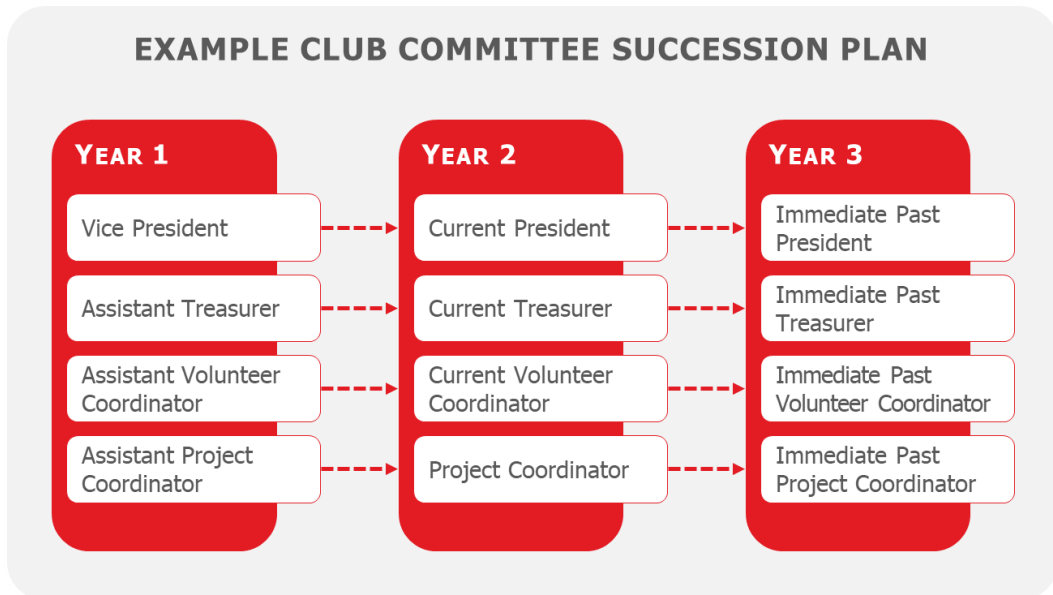 EXAMPLE CLUB COMMITTEE SUCCESSION PLAN
YEAR 1
Vice President
Assistant Treasurer
Assistant Volunteer
Coordinator
Assistant Project
Coordinator
YEAR 2
Current President
Current Treasurer
Current Volunteer
Coordinator
Project Coordinator
YEAR 3
Immediate Past
President
Immediate Past
Treasurer
Immediate Past
Volunteer Coordinator
Immediate Past
Project Coordinator